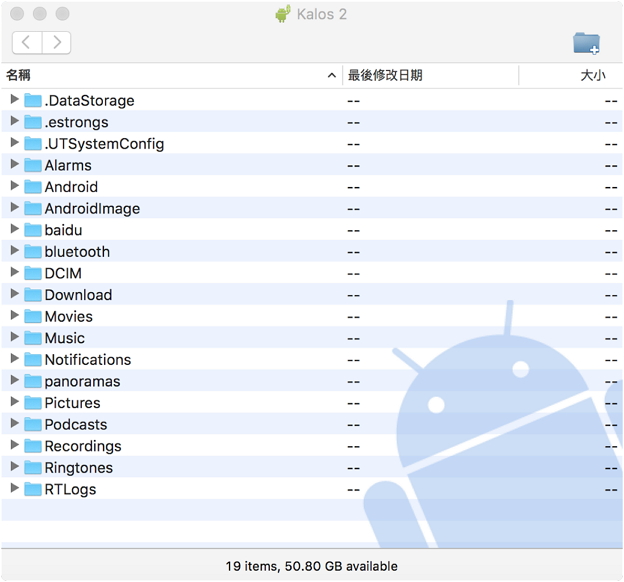 Kalos 2
名稱 最後修改日期 大小
.DataStorage -- --
.estrongs -- --
.UTSystemConfig -- --
Alarms -- --
Android -- --
AndroidImage -- --
baidu -- --
bluetooth -- --
DCIM -- --
Download -- --
Movies -- --
Music -- --
Notifications -- --
panoramas -- --
Pictures -- --
Podcasts -- --
Recordings -- --
Ringtones -- --
RTLogs -- --
19 items, 50.80 GB available